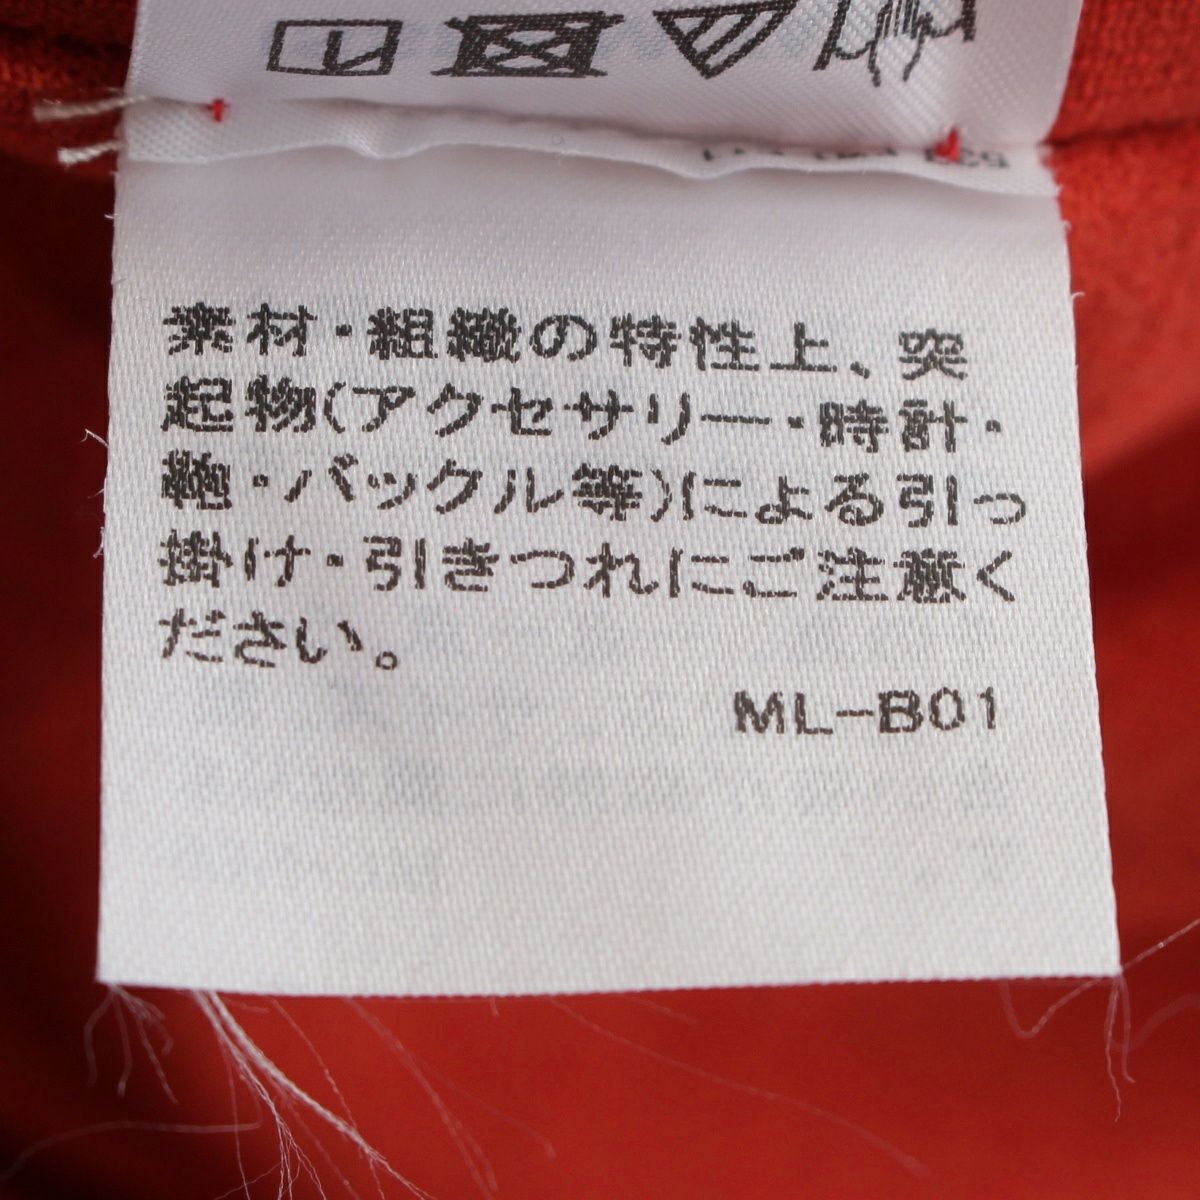 素材・組織の特性上、突
起物(アクセサリー・時計・
鞄・バックル等)による引っ
掛け・引きつれにご注意く
ださい。
ML-B01